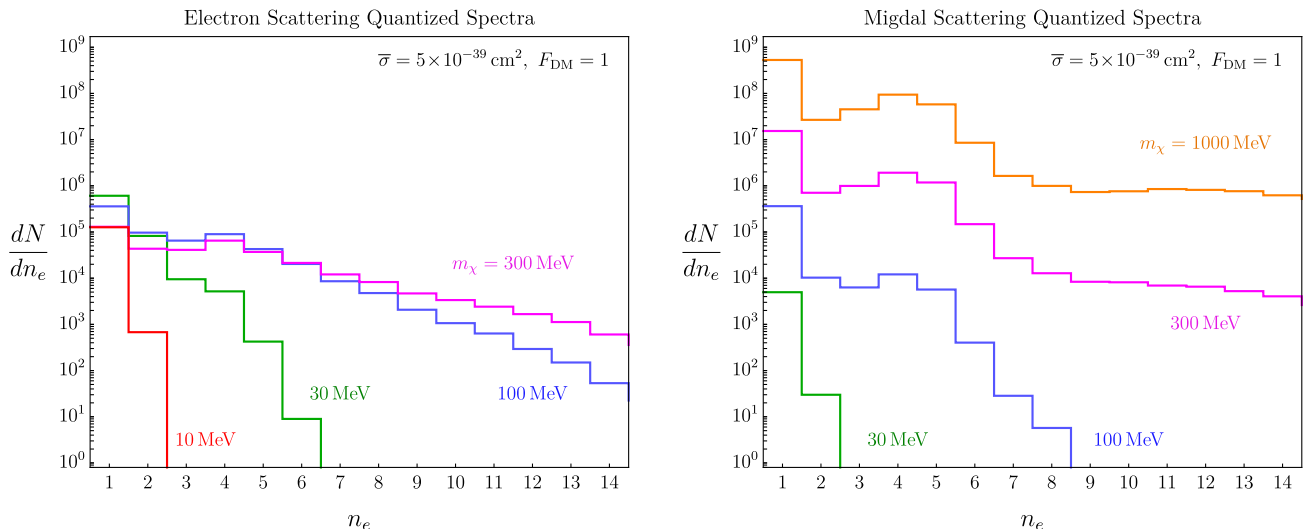 Electron Scattering Quantized Spectra
σ̅ = 5×10⁻³⁹ cm², F_DM = 1
10⁹
10⁸
10⁷
10⁶
10⁵
10⁴
10³
10²
10¹
10⁰
dN
dnₑ
m_χ = 300 MeV
30 MeV
100 MeV
10 MeV
1 2 3 4 5 6 7 8 9 10 11 12 13 14
nₑ
Migdal Scattering Quantized Spectra
σ̅ = 5×10⁻³⁹ cm², F_DM = 1
10⁹
10⁸
10⁷
10⁶
10⁵
10⁴
10³
10²
10¹
10⁰
dN
dnₑ
m_χ = 1000 MeV
300 MeV
30 MeV
100 MeV
1 2 3 4 5 6 7 8 9 10 11 12 13 14
nₑ